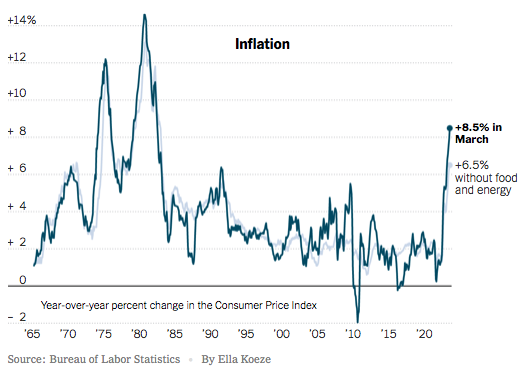 +14%
Inflation
+12
+10
+ 8
+8.5% in
March
+ 6
+6.5%
without food
and energy
+ 4
+ 2
0
Year-over-year percent change in the Consumer Price Index
– 2
’65 ’70 ’75 ’80 ’85 ’90 ’95 ’00 ’05 ’10 ’15 ’20
Source: Bureau of Labor Statistics • By Ella Koeze